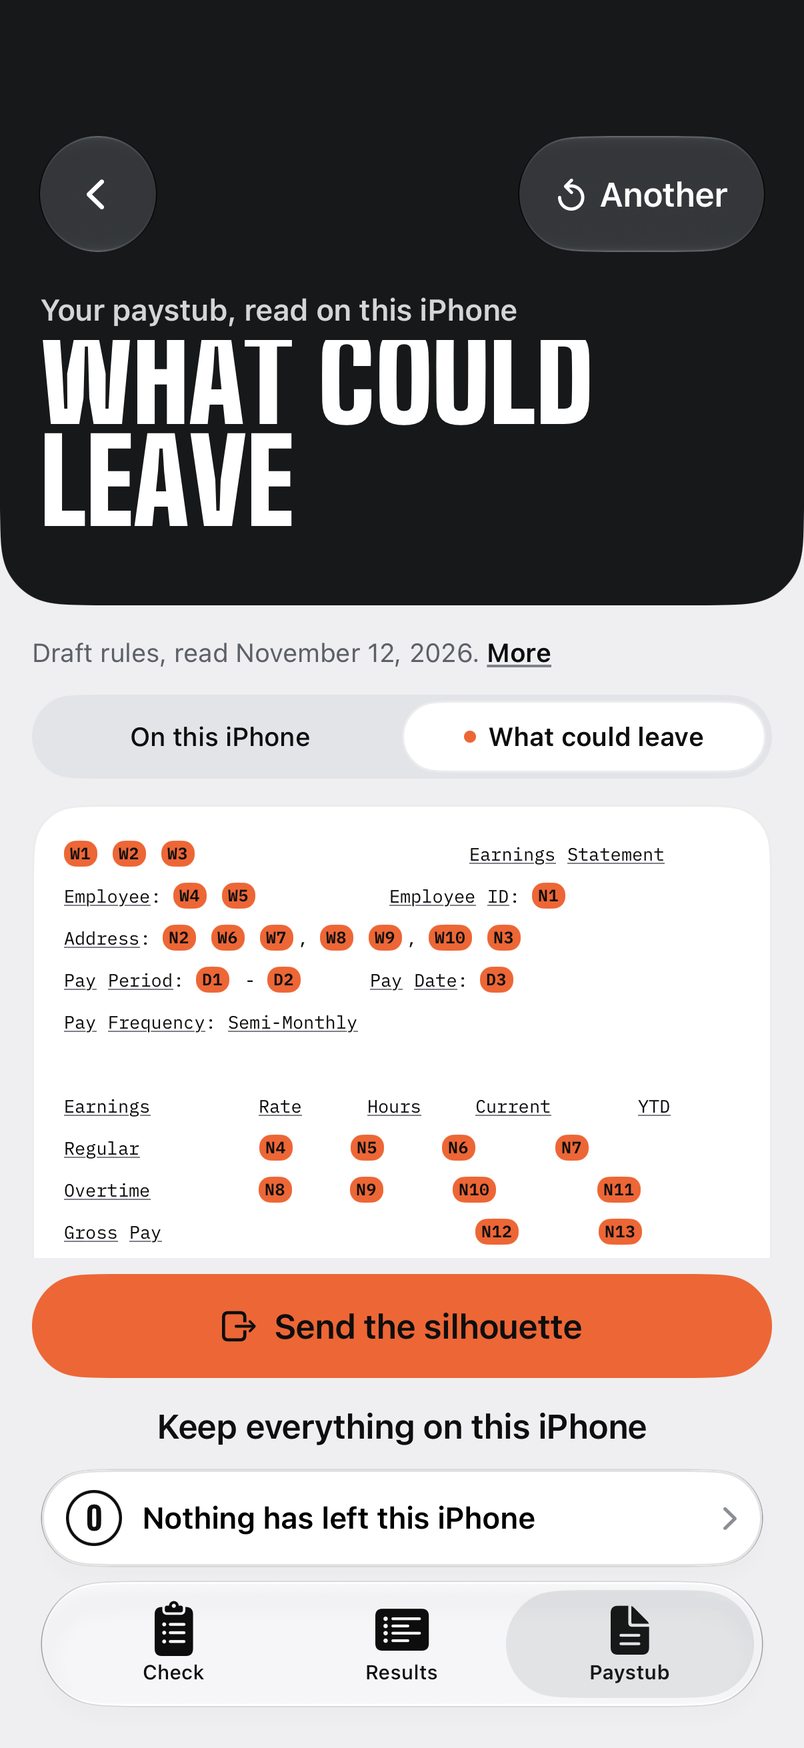 Another
Your paystub, read on this iPhone
WHAT COULD
LEAVE
Draft rules, read November 12, 2026. More
On this iPhone
What could leave
W1 W2 W3 Earnings Statement
Employee: W4 W5 Employee ID: N1
Address: N2 W6 W7, W8 W9, W10 N3
Pay Period: D1 - D2 Pay Date: D3
Pay Frequency: Semi-Monthly
Earnings Rate Hours Current YTD
Regular N4 N5 N6 N7
Overtime N8 N9 N10 N11
Gross Pay N12 N13
Send the silhouette
Keep everything on this iPhone
0 Nothing has left this iPhone
Check Results Paystub